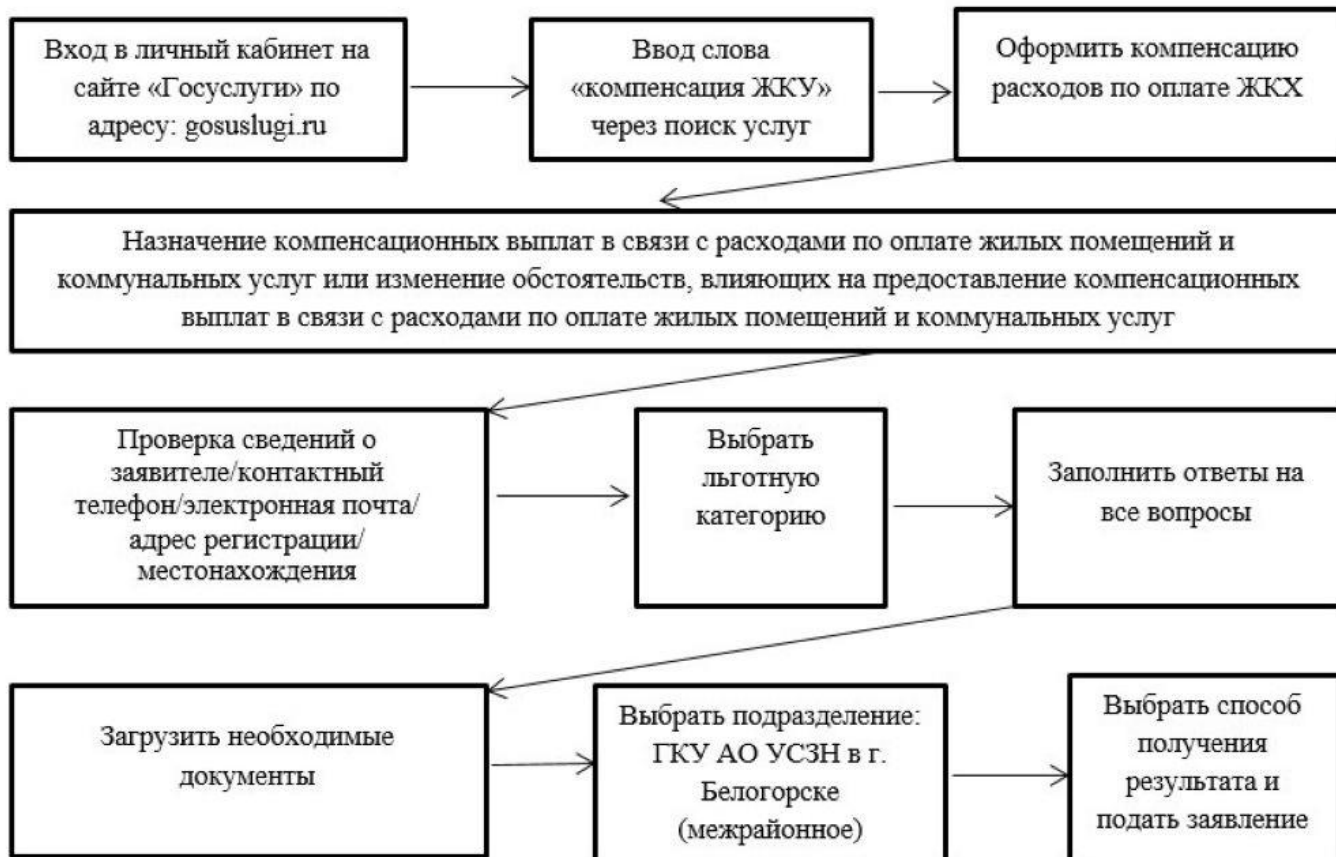 Вход в личный кабинет на
сайте «Госуслуги» по
адресу: gosuslugi.ru
Ввод слова
«компенсация ЖКУ»
через поиск услуг
Оформить компенсацию
расходов по оплате ЖКХ
Назначение компенсационных выплат в связи с расходами по оплате жилых помещений и
коммунальных услуг или изменение обстоятельств, влияющих на предоставление компенсационных
выплат в связи с расходами по оплате жилых помещений и коммунальных услуг
Проверка сведений о
заявителе/контактный
телефон/электронная почта/
адрес регистрации/
местонахождения
Выбрать
льготную
категорию
Заполнить ответы на
все вопросы
Загрузить необходимые
документы
Выбрать подразделение:
ГКУ АО УСЗН в г.
Белогорске
(межрайонное)
Выбрать способ
получения
результата и
подать заявление